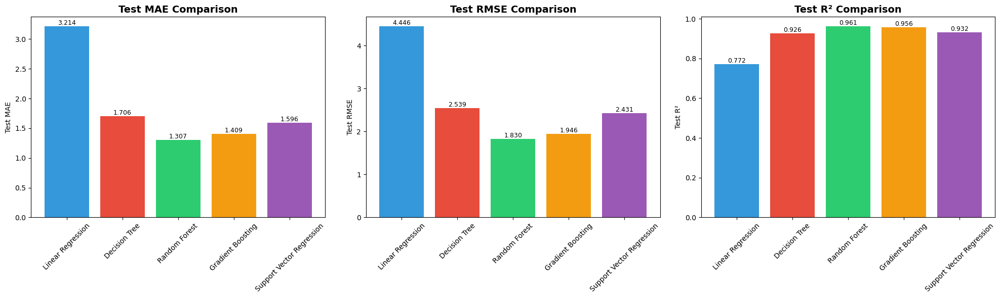 Test MAE Comparison
Test MAE
3.0
2.5
2.0
1.5
1.0
0.5
0.0
3.214
1.706
1.307
1.409
1.596
Linear Regression
Decision Tree
Random Forest
Gradient Boosting
Support Vector Regression
Test RMSE Comparison
Test RMSE
4
3
2
1
0
4.446
2.539
1.830
1.946
2.431
Linear Regression
Decision Tree
Random Forest
Gradient Boosting
Support Vector Regression
Test R² Comparison
Test R²
1.0
0.8
0.6
0.4
0.2
0.0
0.772
0.926
0.961
0.956
0.932
Linear Regression
Decision Tree
Random Forest
Gradient Boosting
Support Vector Regression